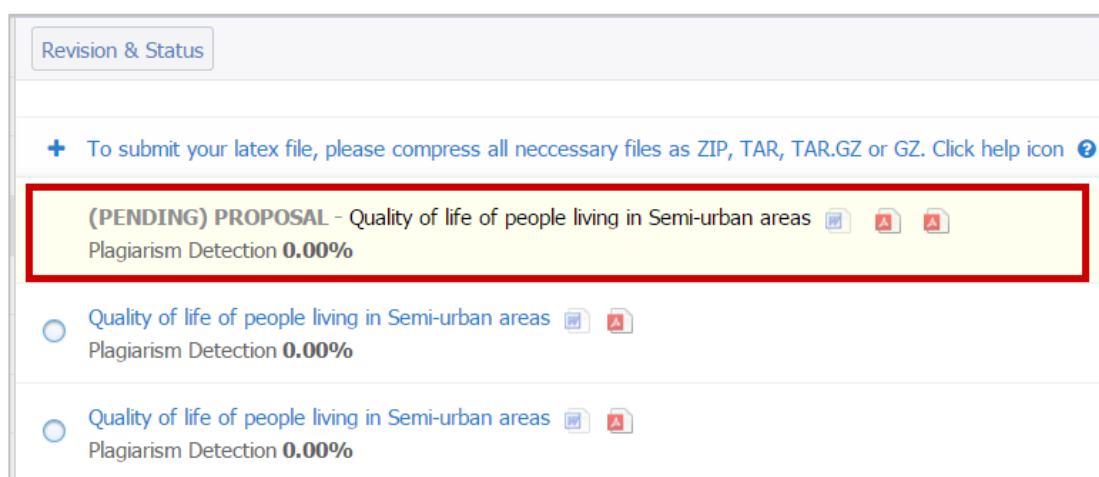 Revision & Status
To submit your latex file, please compress all neccessary files as ZIP, TAR, TAR.GZ or GZ. Click help icon
(PENDING) PROPOSAL - Quality of life of people living in Semi-urban areas
Plagiarism Detection 0.00%
Quality of life of people living in Semi-urban areas
Plagiarism Detection 0.00%
Quality of life of people living in Semi-urban areas
Plagiarism Detection 0.00%